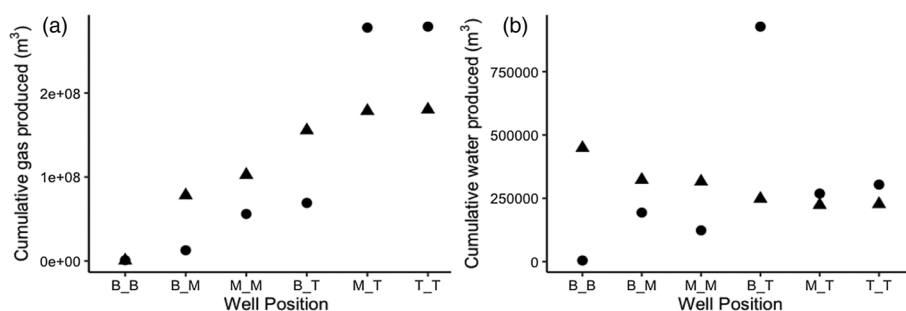 (a)
Cumulative gas produced (m³)
2e+08
1e+08
0e+00
B_B B_M M_M B_T M_T T_T
Well Position
(b)
Cumulative water produced (m³)
750000
500000
250000
0
B_B B_M M_M B_T M_T T_T
Well Position